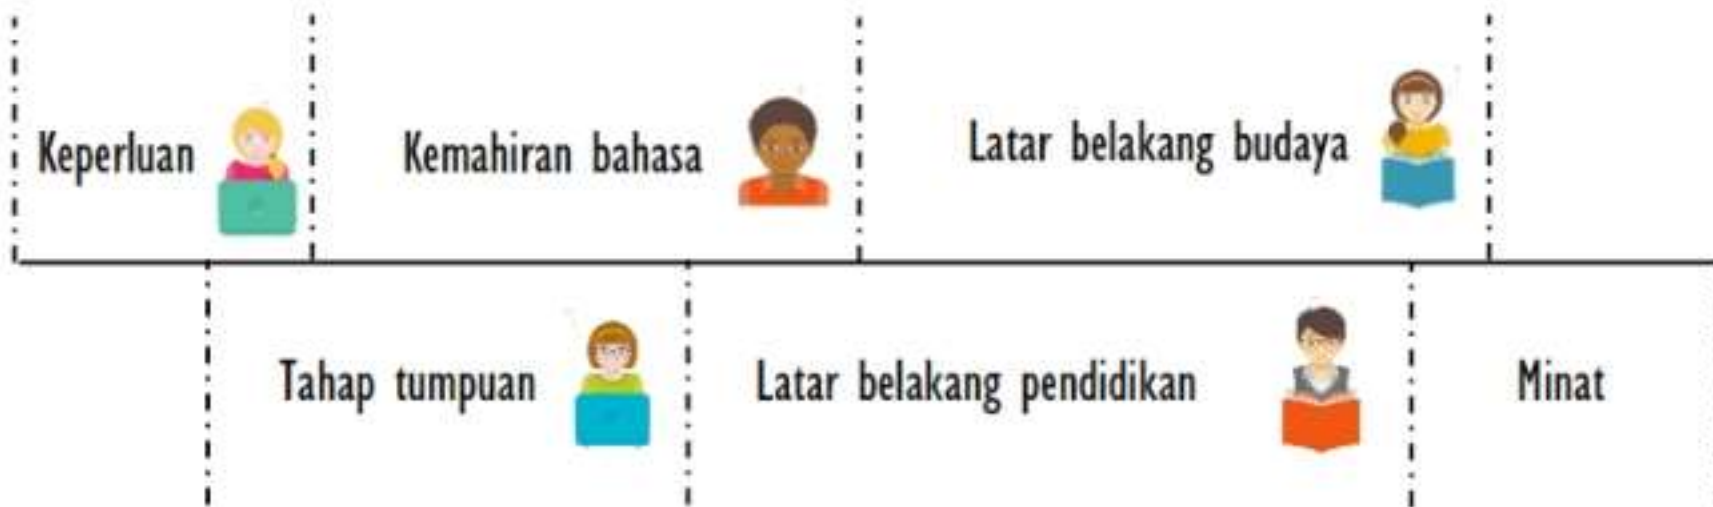 Keperluan
Kemahiran bahasa
Latar belakang budaya
Tahap tumpuan
Latar belakang pendidikan
Minat